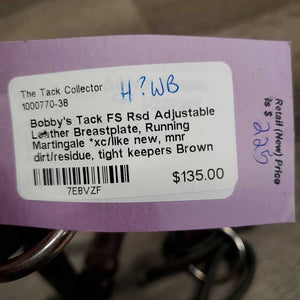 The Tack Collector
1000770-38
H?WB
Bobby's Tack FS Rsd Adjustable
Leather Breastplate, Running
Martingale *xc/like new, mnr
dirt/residue, tight keepers Brown
7E8VZF
$135.00
Retail (New) Price
is $ 225